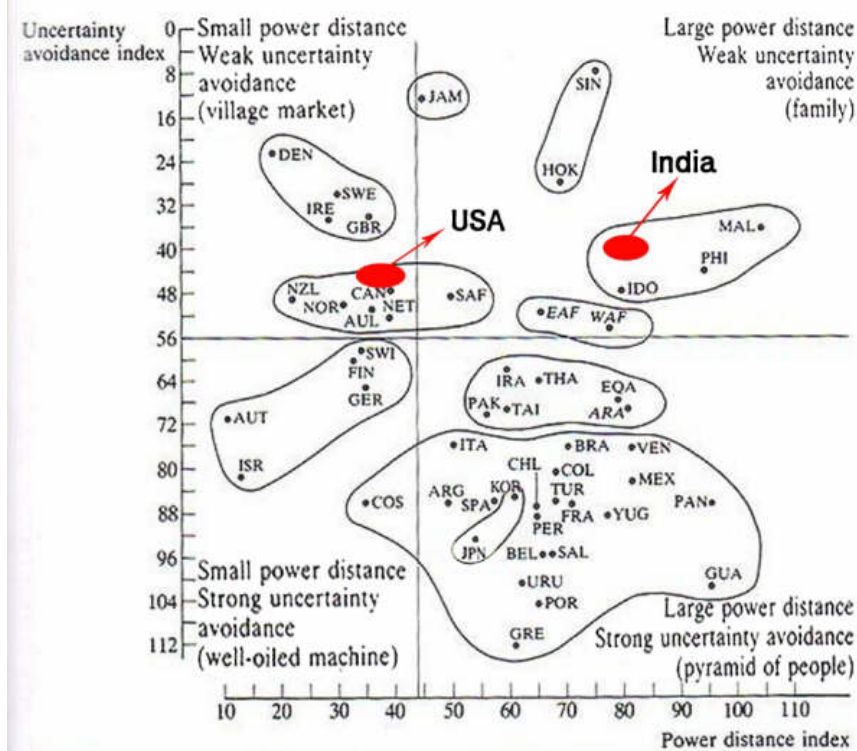 Uncertainty
avoidance index
0
8
16
24
32
40
48
56
64
72
80
88
96
104
112
Small power distance
Weak uncertainty
avoidance
(village market)
Large power distance
Weak uncertainty
avoidance
(family)
JAM
SIN
DEN
HOK
India
SWE
IRE
GBR
USA
MAL
PHI
NZL
CAN
SAF
IDO
NOR
NET
AUL
EAF
WAF
SWI
FIN
GER
IRA
THA
EQA
PAK
TAI
ARA
AUT
ISR
ITA
BRA
VEN
CHL
COL
MEX
COS
ARG
KOR
SPA
TUR
PAN
PER
FRA
YUG
JPN
BEL
SAL
GUA
URU
POR
GRE
Small power distance
Strong uncertainty
avoidance
(well-oiled machine)
Large power distance
Strong uncertainty avoidance
(pyramid of people)
10 20 30 40 50 60 70 80 90 100 110
Power distance index